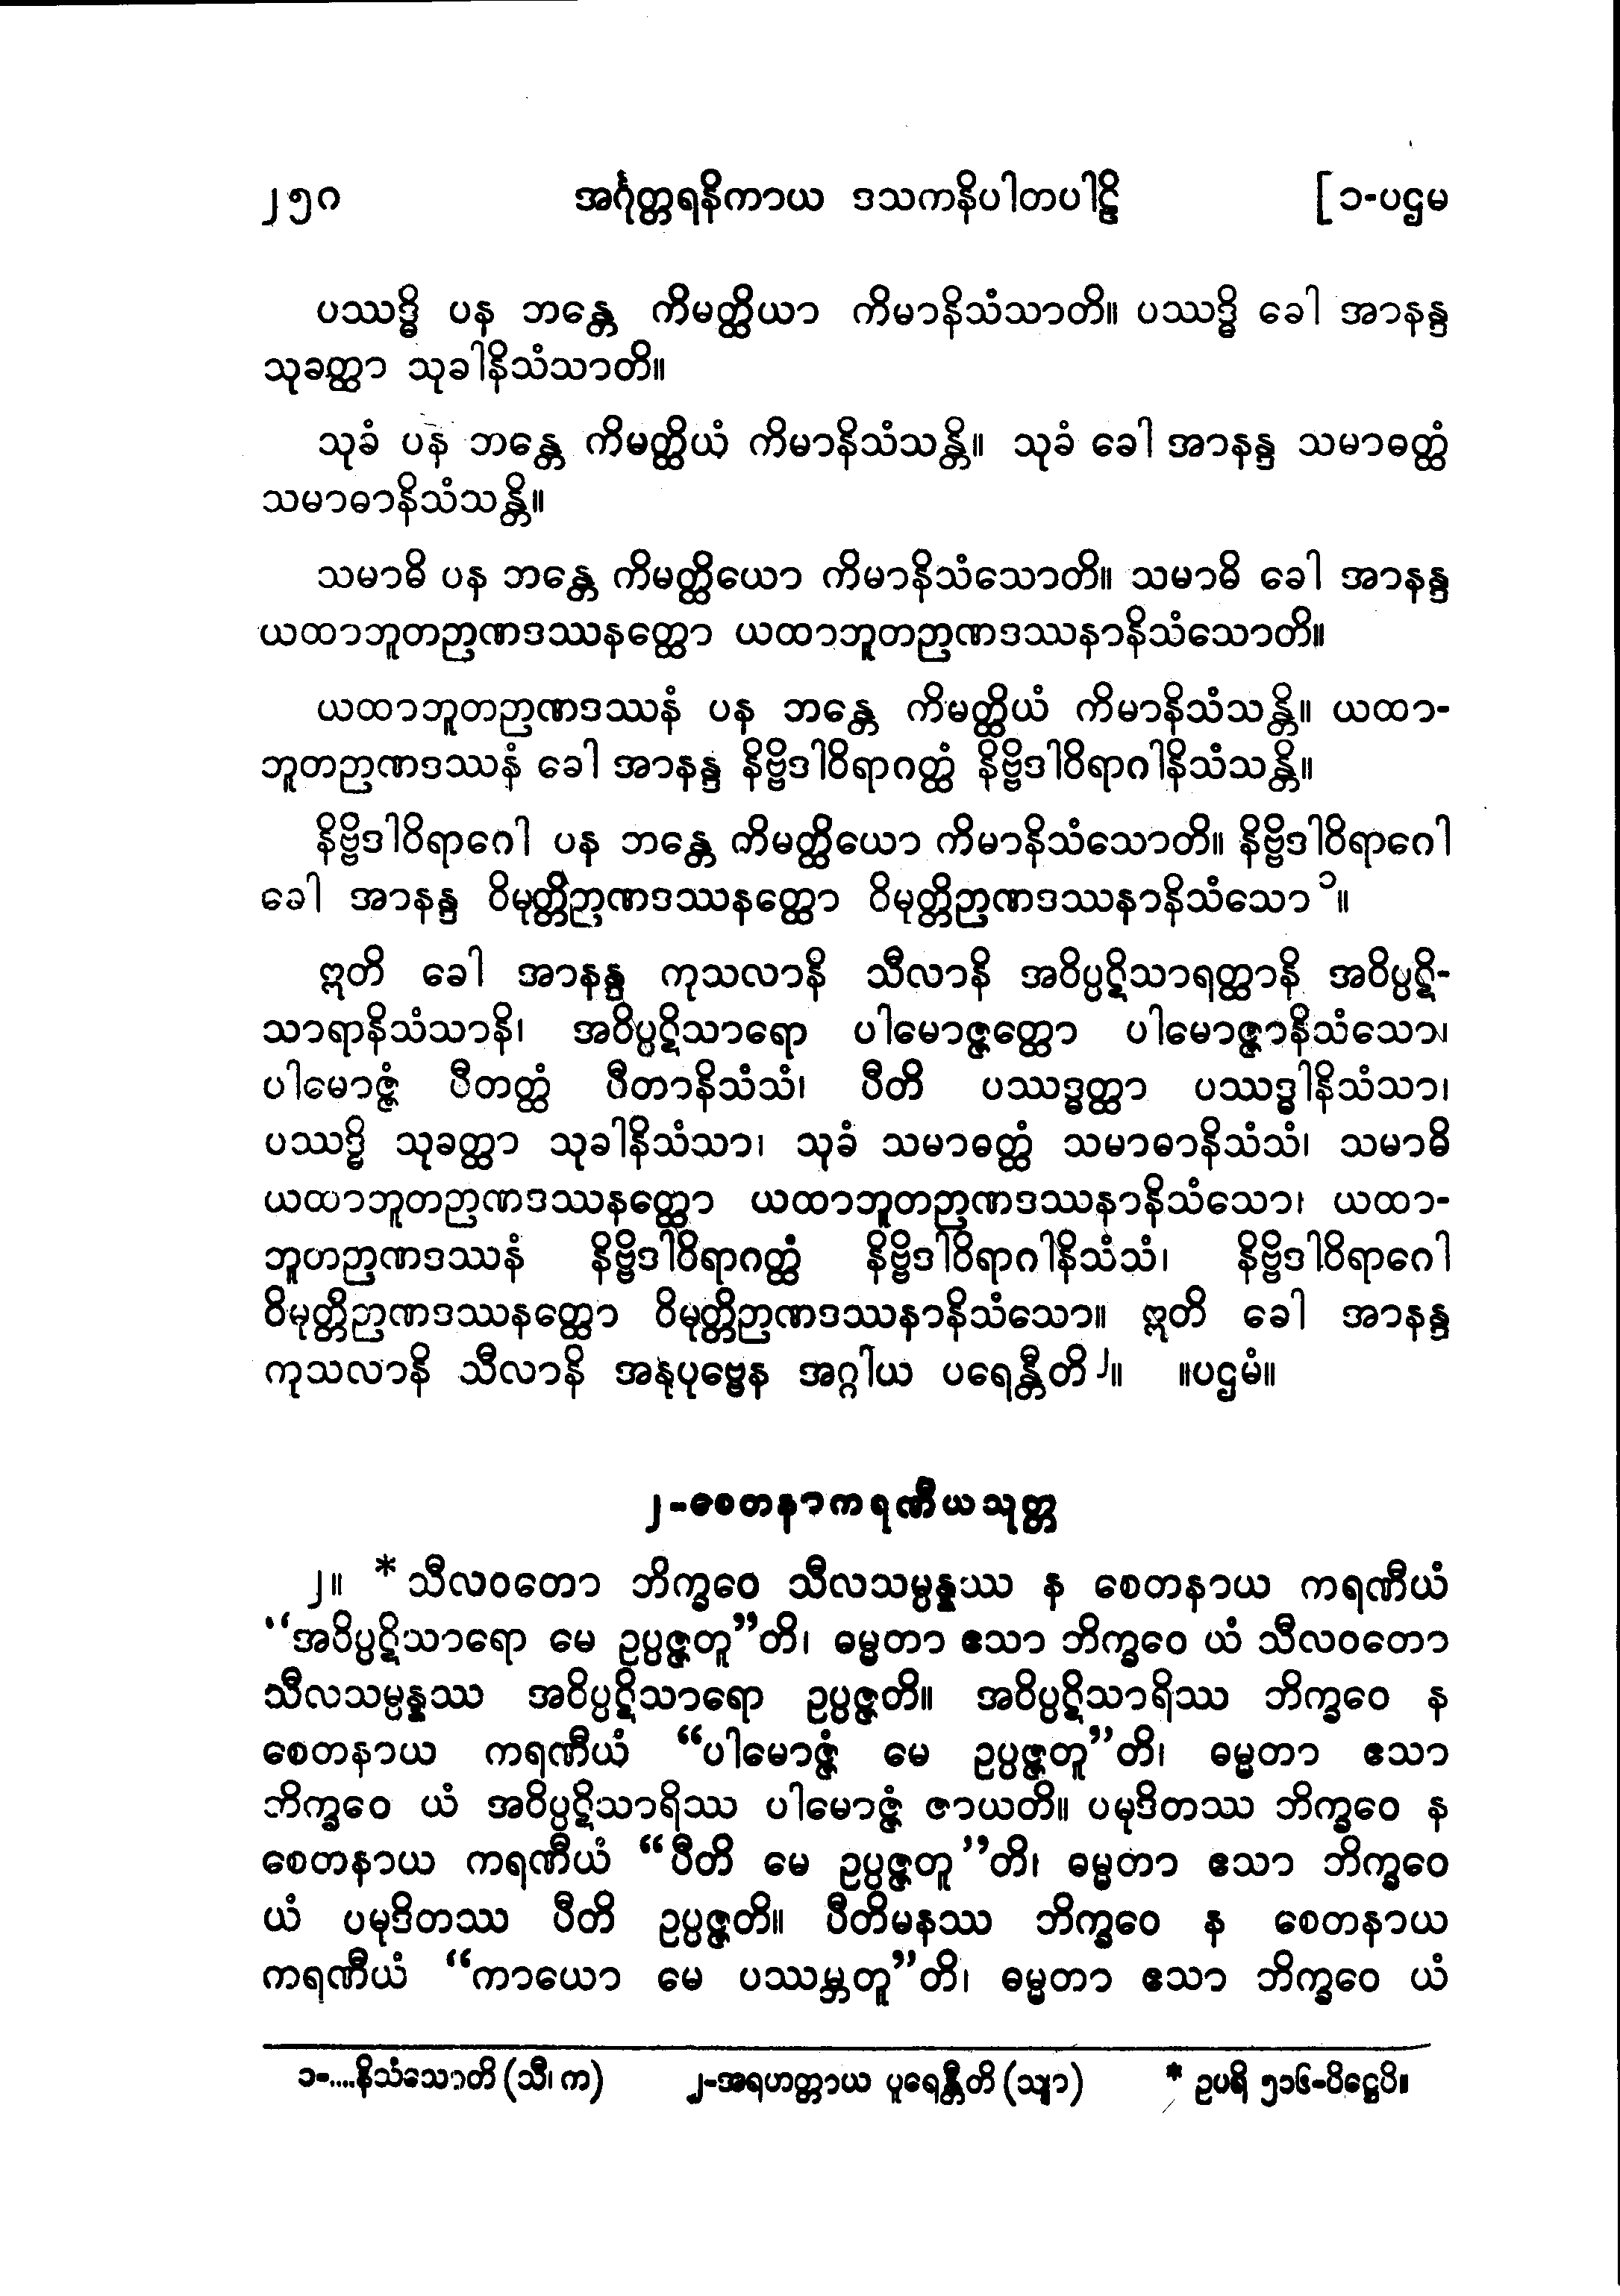 ၂၅၈ အင်္ဂုတ္တရနိကာယ ဒသကနိပါတပါဠိ [၁-ပဌမ
ပဿဒ္ဓိ ပန ဘန္တေ ကိမတ္ထိယာ ကိမာနိသံသာတိ။ ပဿဒ္ဓိ ခေါ အာနန္ဒ
သုခတ္ထာ သုခါနိသံသာတိ။
သုခံ ပန ဘန္တေ ကိမတ္ထိယံ ကိမာနိသံသန္တိ။ သုခံ ခေါ အာနန္ဒ သမာဓတ္ထံ
သမာဓာနိသံသန္တိ။
သမာဓိ ပန ဘန္တေ ကိမတ္ထိယော ကိမာနိသံသောတိ။ သမာဓိ ခေါ အာနန္ဒ
ယထာဘူတဉာဏဒဿနတ္ထော ယထာဘူတဉာဏဒဿနာနိသံသောတိ။
ယထာဘူတဉာဏဒဿနံ ပန ဘန္တေ ကိမတ္ထိယံ ကိမာနိသံသန္တိ။ ယထာ-
ဘူတဉာဏဒဿနံ ခေါ အာနန္ဒ နိဗ္ဗိဒါဝိရာဂတ္ထံ နိဗ္ဗိဒါဝိရာဂါနိသံသန္တိ။
နိဗ္ဗိဒါဝိရာဂေါ ပန ဘန္တေ ကိမတ္ထိယော ကိမာနိသံသောတိ။ နိဗ္ဗိဒါဝိရာဂေါ
ခေါ အာနန္ဒ ဝိမုတ္တိဉာဏဒဿနတ္ထော ဝိမုတ္တိဉာဏဒဿနာနိသံသော ၁။
ဣတိ ခေါ အာနန္ဒ ကုသလာနိ သီလာနိ အဝိပ္ပဋိသာရတ္ထာနိ အဝိပ္ပဋိ-
သာရာနိသံသာနိ၊ အဝိပ္ပဋိသာရော ပါမောဇ္ဇတ္ထော ပါမောဇ္ဇာနိသံသော၊
ပါမောဇ္ဇံ ပီတတ္ထံ ပီတာနိသံသံ၊ ပီတိ ပဿဒ္ဓတ္ထာ ပဿဒ္ဓါနိသံသာ၊
ပဿဒ္ဓိ သုခတ္ထာ သုခါနိသံသာ၊ သုခံ သမာဓတ္ထံ သမာဓာနိသံသံ၊ သမာဓိ
ယထာဘူတဉာဏဒဿနတ္ထော ယထာဘူတဉာဏဒဿနာနိသံသော၊ ယထာ-
ဘူတဉာဏဒဿနံ နိဗ္ဗိဒါဝိရာဂတ္ထံ နိဗ္ဗိဒါဝိရာဂါနိသံသံ၊ နိဗ္ဗိဒါဝိရာဂေါ
ဝိမုတ္တိဉာဏဒဿနတ္ထော ဝိမုတ္တိဉာဏဒဿနာနိသံသော။ ဣတိ ခေါ အာနန္ဒ
ကုသလာနိ သီလာနိ အနုပုဗ္ဗေန အဂ္ဂါယ ပရေန္တီတိ ၂။ ။ပဌမံ။
၂-စေတနာကရဏီယသုတ္တ
၂။ * သီလဝတော ဘိက္ခဝေ သီလသမ္ပန္နဿ န စေတနာယ ကရဏီယံ
“အဝိပ္ပဋိသာရော မေ ဥပ္ပဇ္ဇတူ”တိ၊ ဓမ္မတာ ဧသာ ဘိက္ခဝေ ယံ သီလဝတော
သီလသမ္ပန္နဿ အဝိပ္ပဋိသာရော ဥပ္ပဇ္ဇတိ။ အဝိပ္ပဋိသာရိဿ ဘိက္ခဝေ န
စေတနာယ ကရဏီယံ “ပါမောဇ္ဇံ မေ ဥပ္ပဇ္ဇတူ”တိ၊ ဓမ္မတာ ဧသာ
ဘိက္ခဝေ ယံ အဝိပ္ပဋိသာရိဿ ပါမောဇ္ဇံ ဇာယတိ။ ပမုဒိတဿ ဘိက္ခဝေ န
စေတနာယ ကရဏီယံ “ပီတိ မေ ဥပ္ပဇ္ဇတူ”တိ၊ ဓမ္မတာ ဧသာ ဘိက္ခဝေ
ယံ ပမုဒိတဿ ပီတိ ဥပ္ပဇ္ဇတိ။ ပီတိမနဿ ဘိက္ခဝေ န စေတနာယ
ကရဏီယံ “ကာယော မေ ပဿမ္ဘတူ”တိ၊ ဓမ္မတာ ဧသာ ဘိက္ခဝေ ယံ
၁-....နိသံသောတိ (သီ၊ က) ၂-အရဟတ္တာယ ပူရေန္တီတိ (သျာ) * ဥပရိ ၅၁၆-ပိဋ္ဌေပိ။